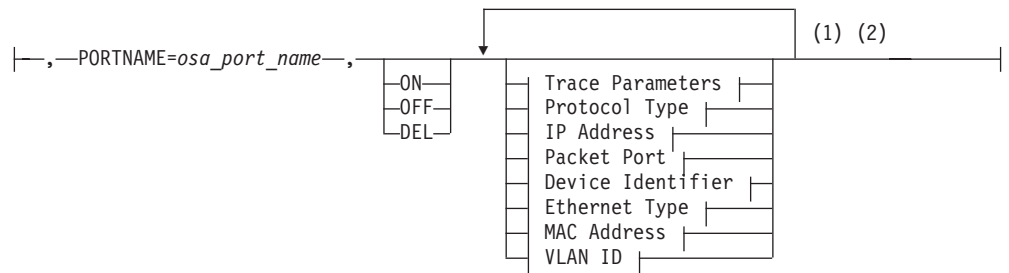 (1) (2)
, PORTNAME=osa_port_name ,
ON
OFF
DEL
Trace Parameters
Protocol Type
IP Address
Packet Port
Device Identifier
Ethernet Type
MAC Address
VLAN ID